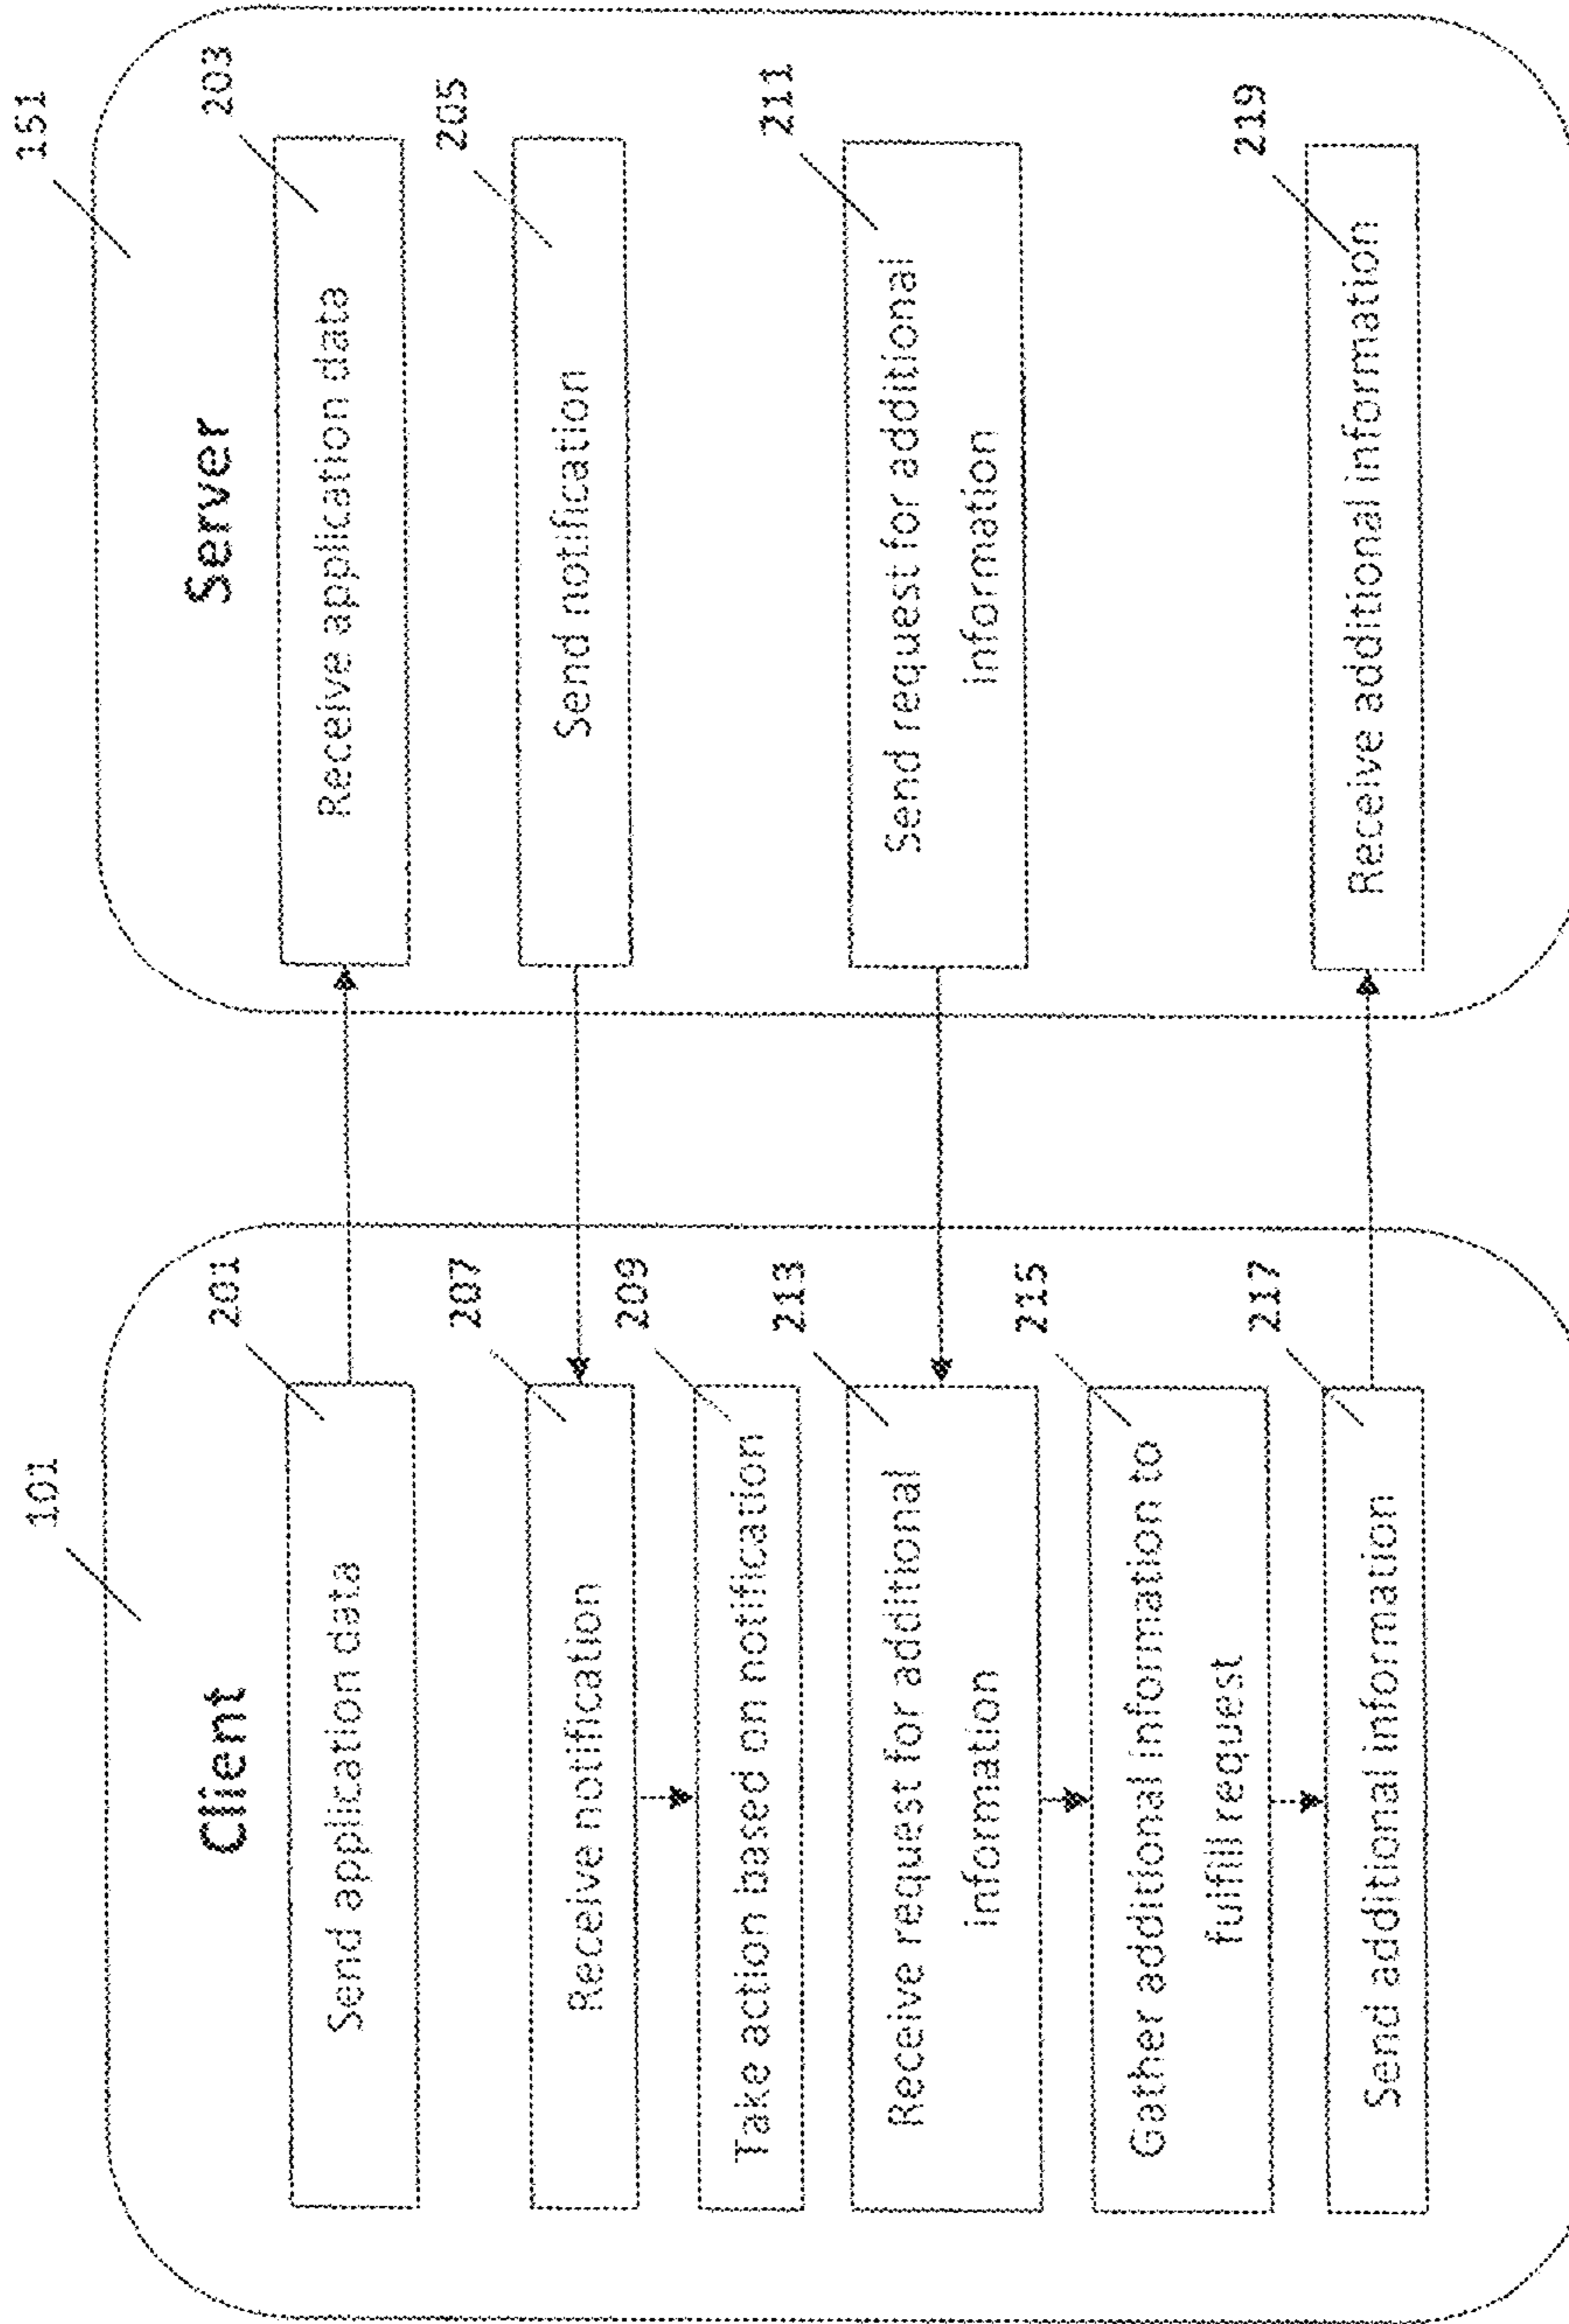 101
Client
201
Send application data
207
Receive notification
209
Take action based on notification
213
Receive request for additional
information
215
Gather additional information to
fulfill request
217
Send additional information
151
Server
203
Receive application data
205
Send notification
211
Send request for additional
information
219
Receive additional information